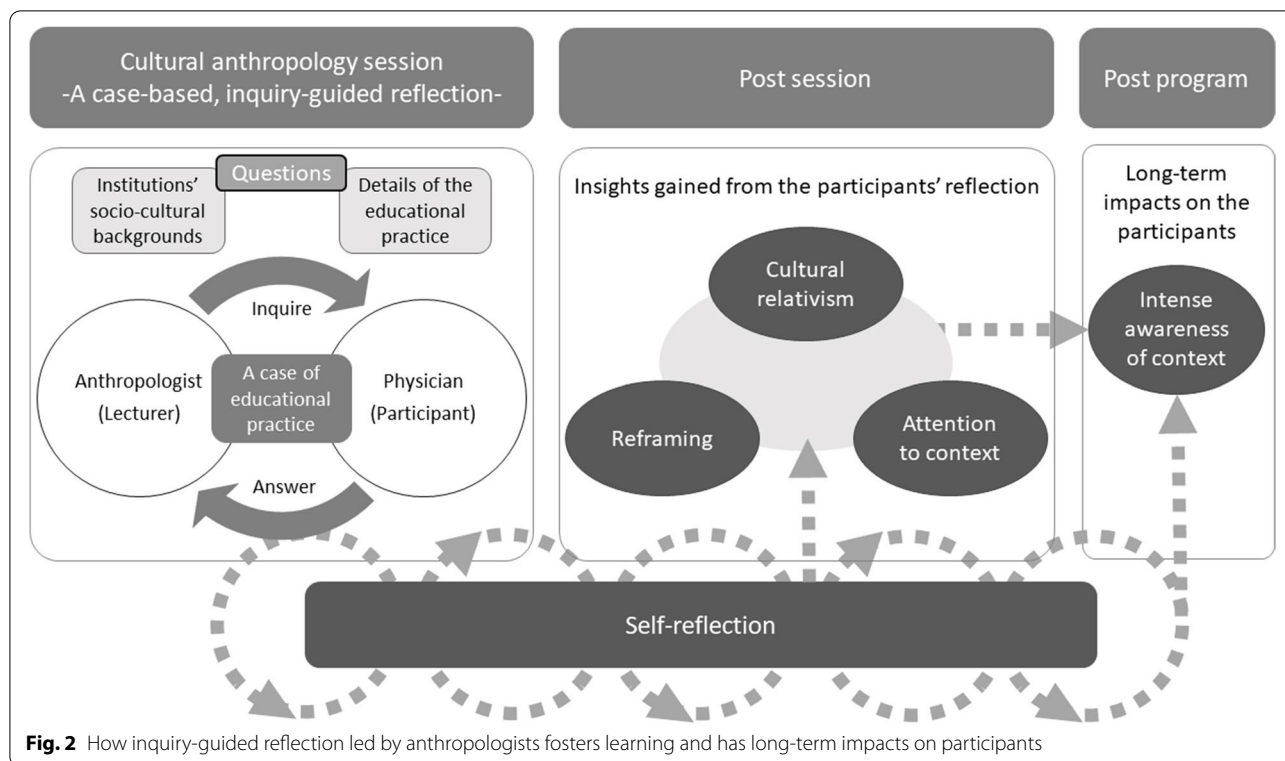 Cultural anthropology session
-A case-based, inquiry-guided reflection-
Post session
Post program
Questions
Institutions’
socio-cultural
backgrounds
Details of the
educational
practice
Inquire
Anthropologist
(Lecturer)
A case of
educational
practice
Physician
(Participant)
Answer
Insights gained from the participants’ reflection
Cultural
relativism
Reframing
Attention
to context
Long-term
impacts on the
participants
Intense
awareness
of context
Self-reflection
Fig. 2 How inquiry-guided reflection led by anthropologists fosters learning and has long-term impacts on participants